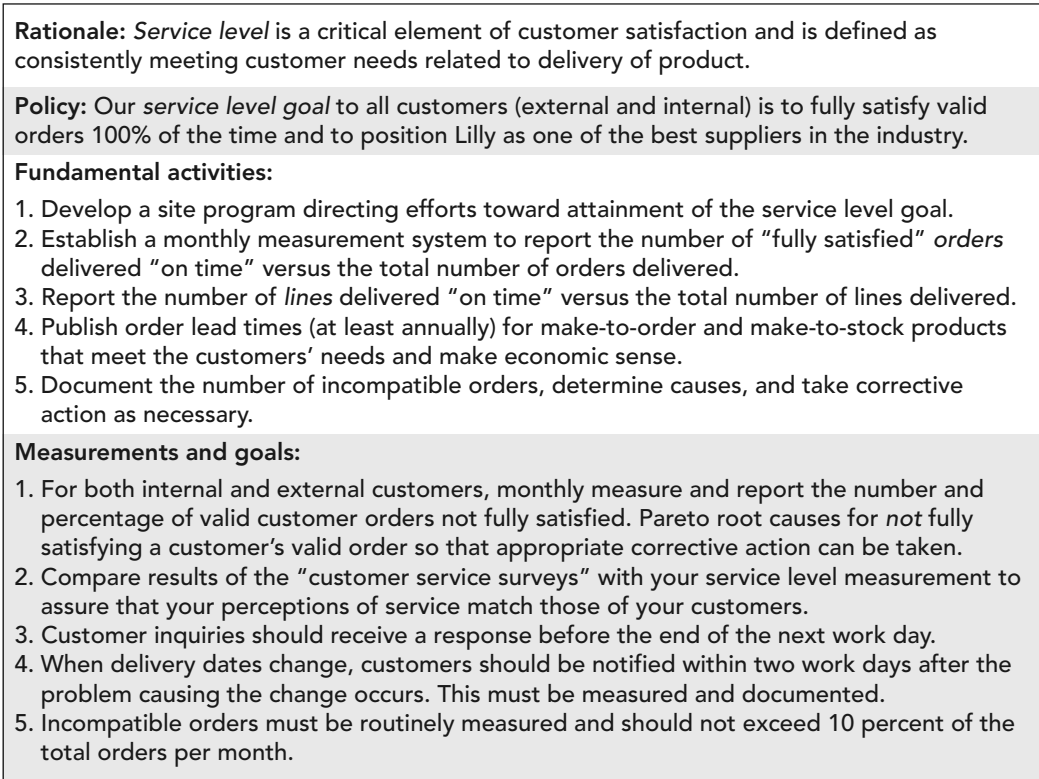 Rationale: Service level is a critical element of customer satisfaction and is defined as
consistently meeting customer needs related to delivery of product.
Policy: Our service level goal to all customers (external and internal) is to fully satisfy valid
orders 100% of the time and to position Lilly as one of the best suppliers in the industry.
Fundamental activities:
1. Develop a site program directing efforts toward attainment of the service level goal.
2. Establish a monthly measurement system to report the number of “fully satisfied” orders
delivered “on time” versus the total number of orders delivered.
3. Report the number of lines delivered “on time” versus the total number of lines delivered.
4. Publish order lead times (at least annually) for make-to-order and make-to-stock products
that meet the customers’ needs and make economic sense.
5. Document the number of incompatible orders, determine causes, and take corrective
action as necessary.
Measurements and goals:
1. For both internal and external customers, monthly measure and report the number and
percentage of valid customer orders not fully satisfied. Pareto root causes for not fully
satisfying a customer’s valid order so that appropriate corrective action can be taken.
2. Compare results of the “customer service surveys” with your service level measurement to
assure that your perceptions of service match those of your customers.
3. Customer inquiries should receive a response before the end of the next work day.
4. When delivery dates change, customers should be notified within two work days after the
problem causing the change occurs. This must be measured and documented.
5. Incompatible orders must be routinely measured and should not exceed 10 percent of the
total orders per month.